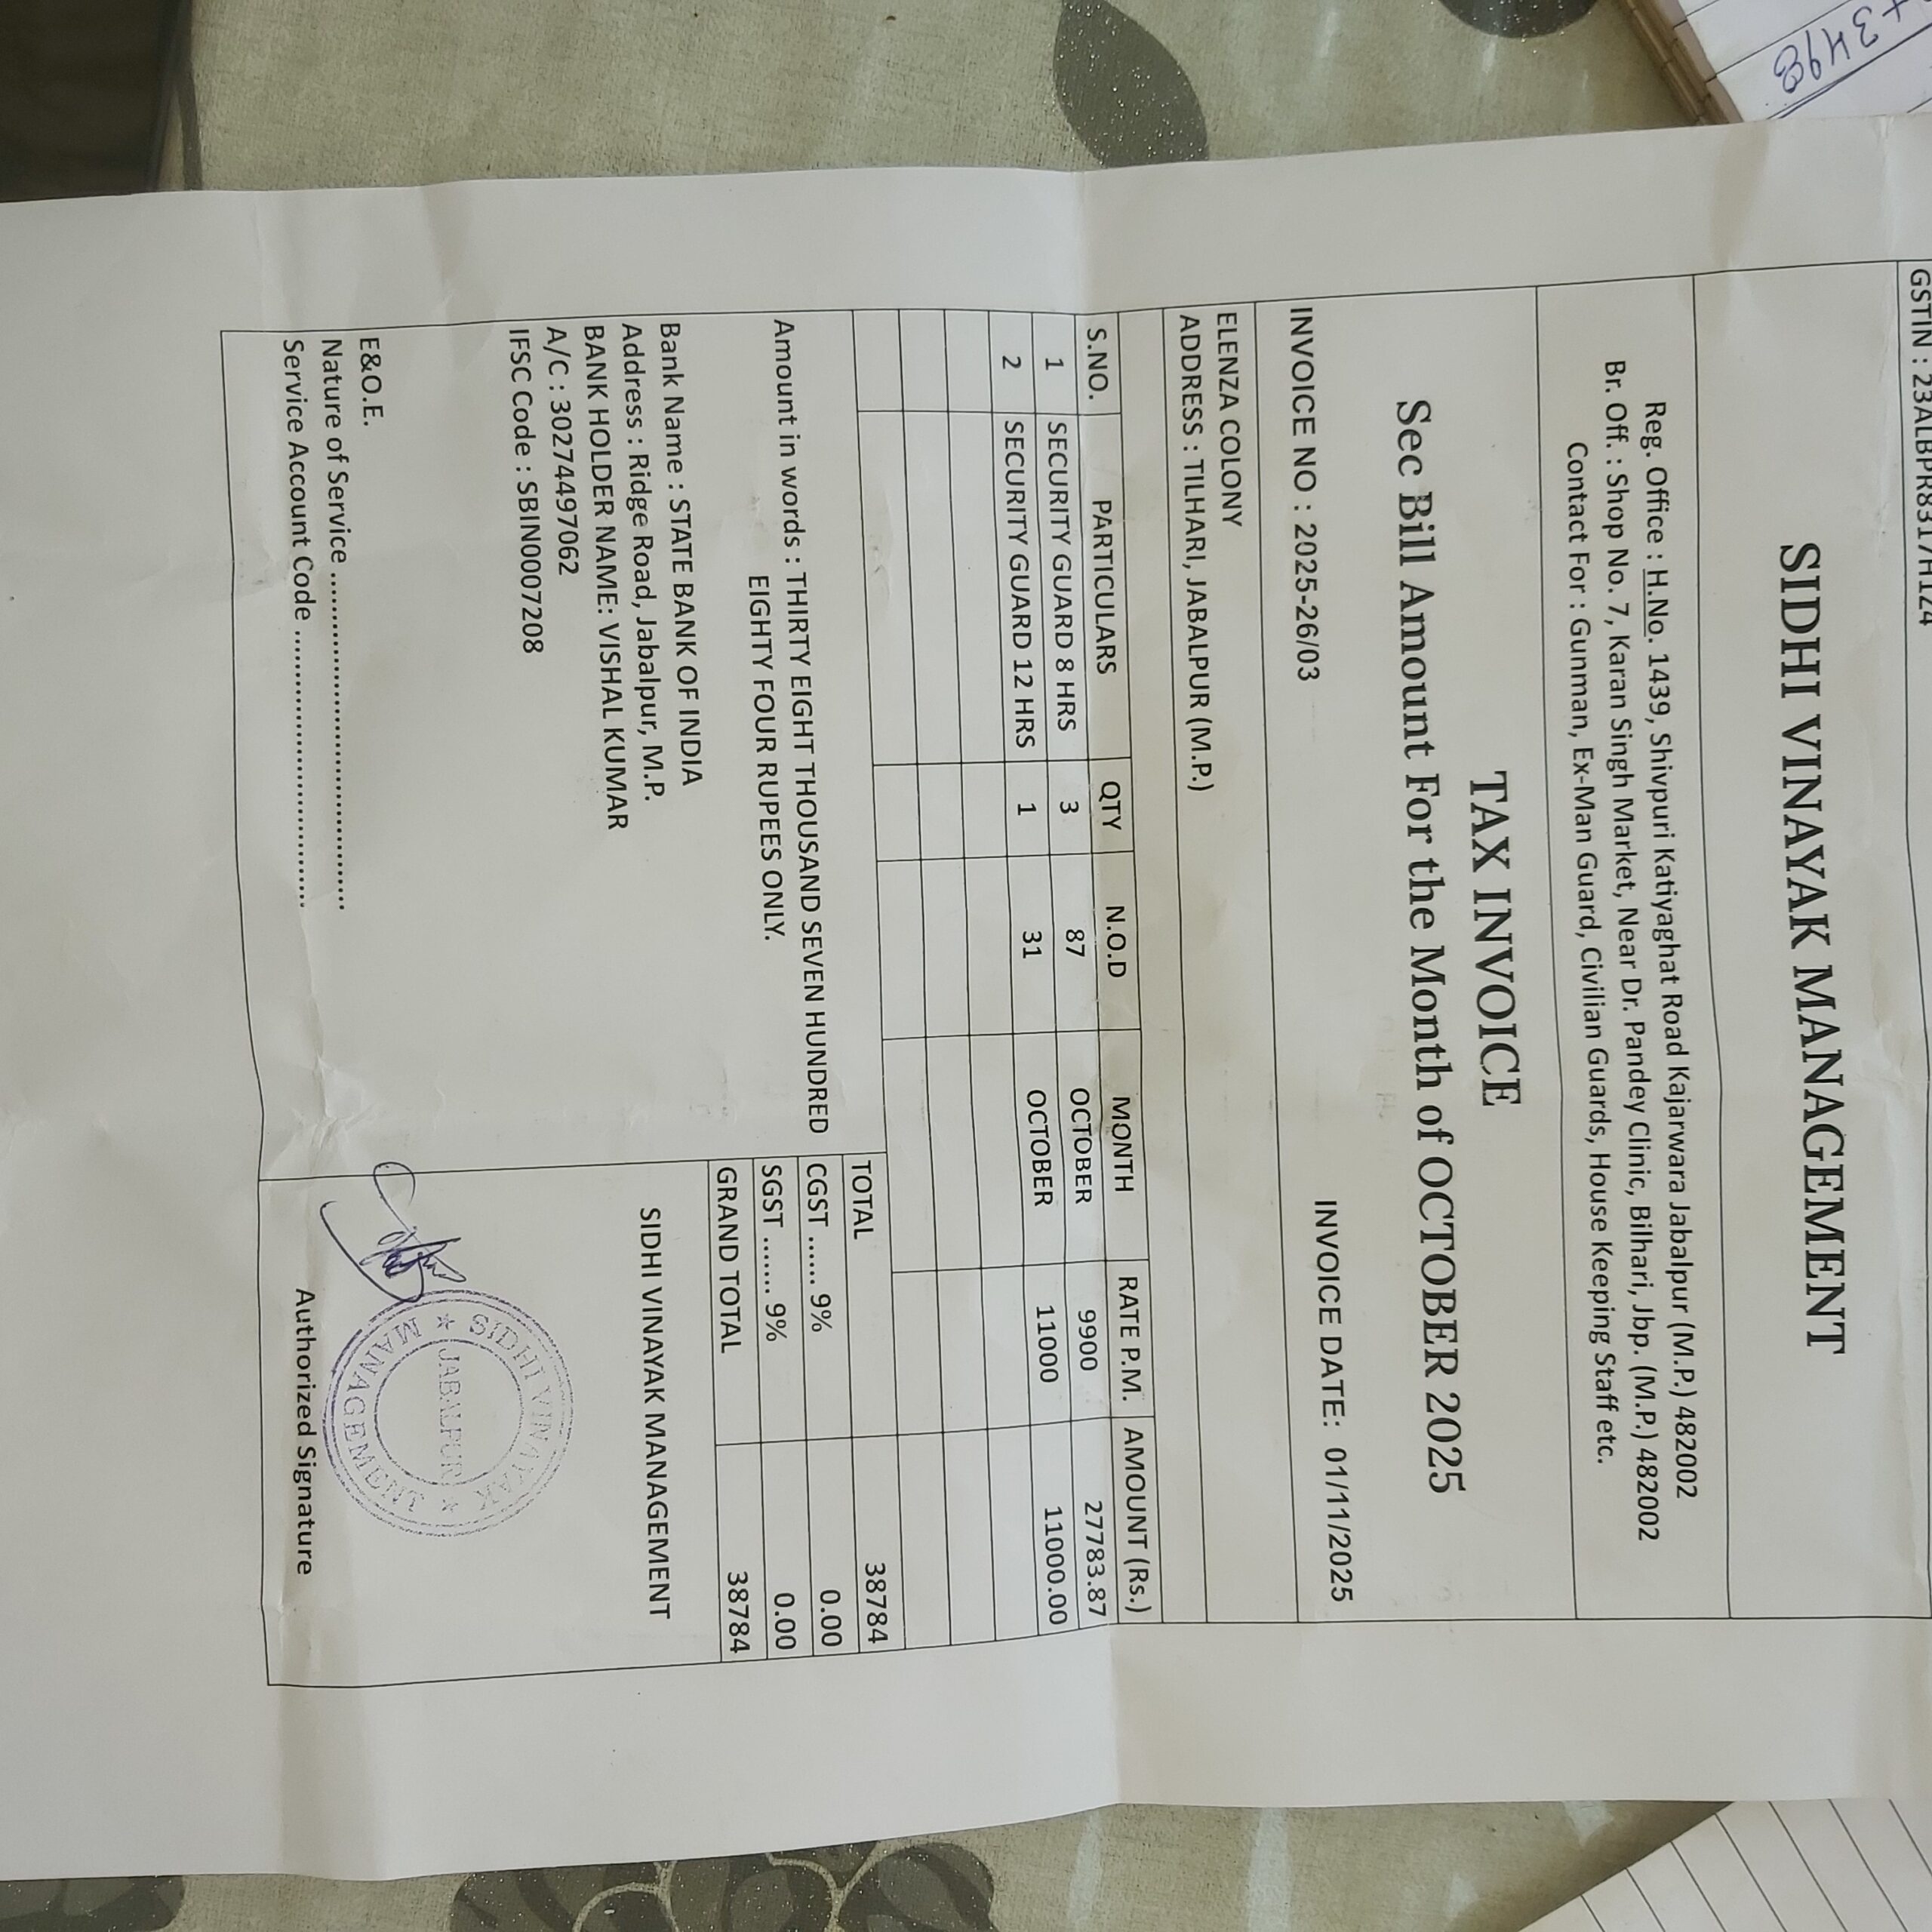 GSTIN : 23ALBPR8317H1Z4
SIDHI VINAYAK MANAGEMENT
Reg. Office : H.No. 1439, Shivpuri Katiyaghat Road Kajarwara Jabalpur (M.P.) 482002
Br. Off. : Shop No. 7, Karan Singh Market, Near Dr. Pandey Clinic, Bilhari, Jbp. (M.P.) 482002
Contact For : Gunman, Ex-Man Guard, Civilian Guards, House Keeping Staff etc.
TAX INVOICE
Sec Bill Amount For the Month of OCTOBER 2025
INVOICE NO : 2025-26/03 INVOICE DATE: 01/11/2025
ELENZA COLONY
ADDRESS : TILHARI, JABALPUR (M.P.)
S.NO. PARTICULARS QTY N.O.D MONTH RATE P.M. AMOUNT (Rs.)
1 SECURITY GUARD 8 HRS 3 87 OCTOBER 9900 27783.87
2 SECURITY GUARD 12 HRS 1 31 OCTOBER 11000 11000.00
TOTAL 38784
Amount in words : THIRTY EIGHT THOUSAND SEVEN HUNDRED CGST ...... 9% 0.00
EIGHTY FOUR RUPEES ONLY. SGST ....... 9% 0.00
GRAND TOTAL 38784
Bank Name : STATE BANK OF INDIA
Address : Ridge Road, Jabalpur, M.P. SIDHI VINAYAK MANAGEMENT
BANK HOLDER NAME: VISHAL KUMAR
A/C : 30274497062
IFSC Code : SBIN0007208
SIDHI VINAYAK ★ MANAGEMENT ★
JABALPUR
E&O.E.
Nature of Service ..........................................
Service Account Code ................................... Authorized Signature
+ 3498